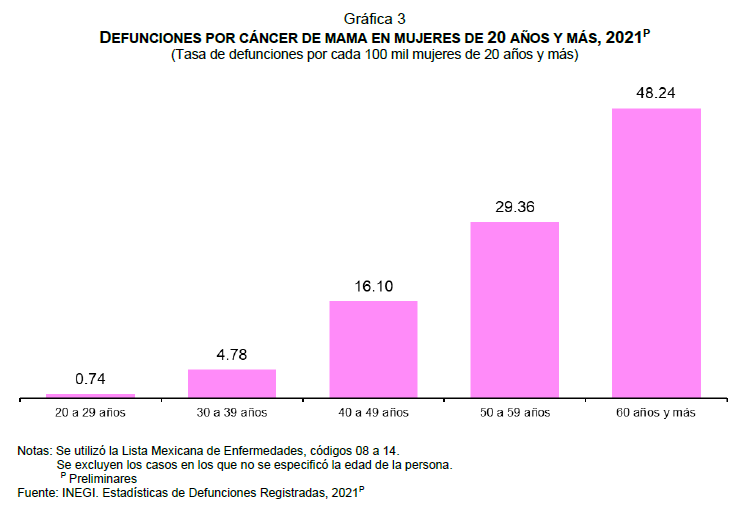 Gráfica 3
DEFUNCIONES POR CÁNCER DE MAMA EN MUJERES DE 20 AÑOS Y MÁS, 2021P
(Tasa de defunciones por cada 100 mil mujeres de 20 años y más)
48.24
29.36
16.10
4.78
0.74
20 a 29 años 30 a 39 años 40 a 49 años 50 a 59 años 60 años y más
Notas: Se utilizó la Lista Mexicana de Enfermedades, códigos 08 a 14.
Se excluyen los casos en los que no se especificó la edad de la persona.
P Preliminares
Fuente: INEGI. Estadísticas de Defunciones Registradas, 2021P